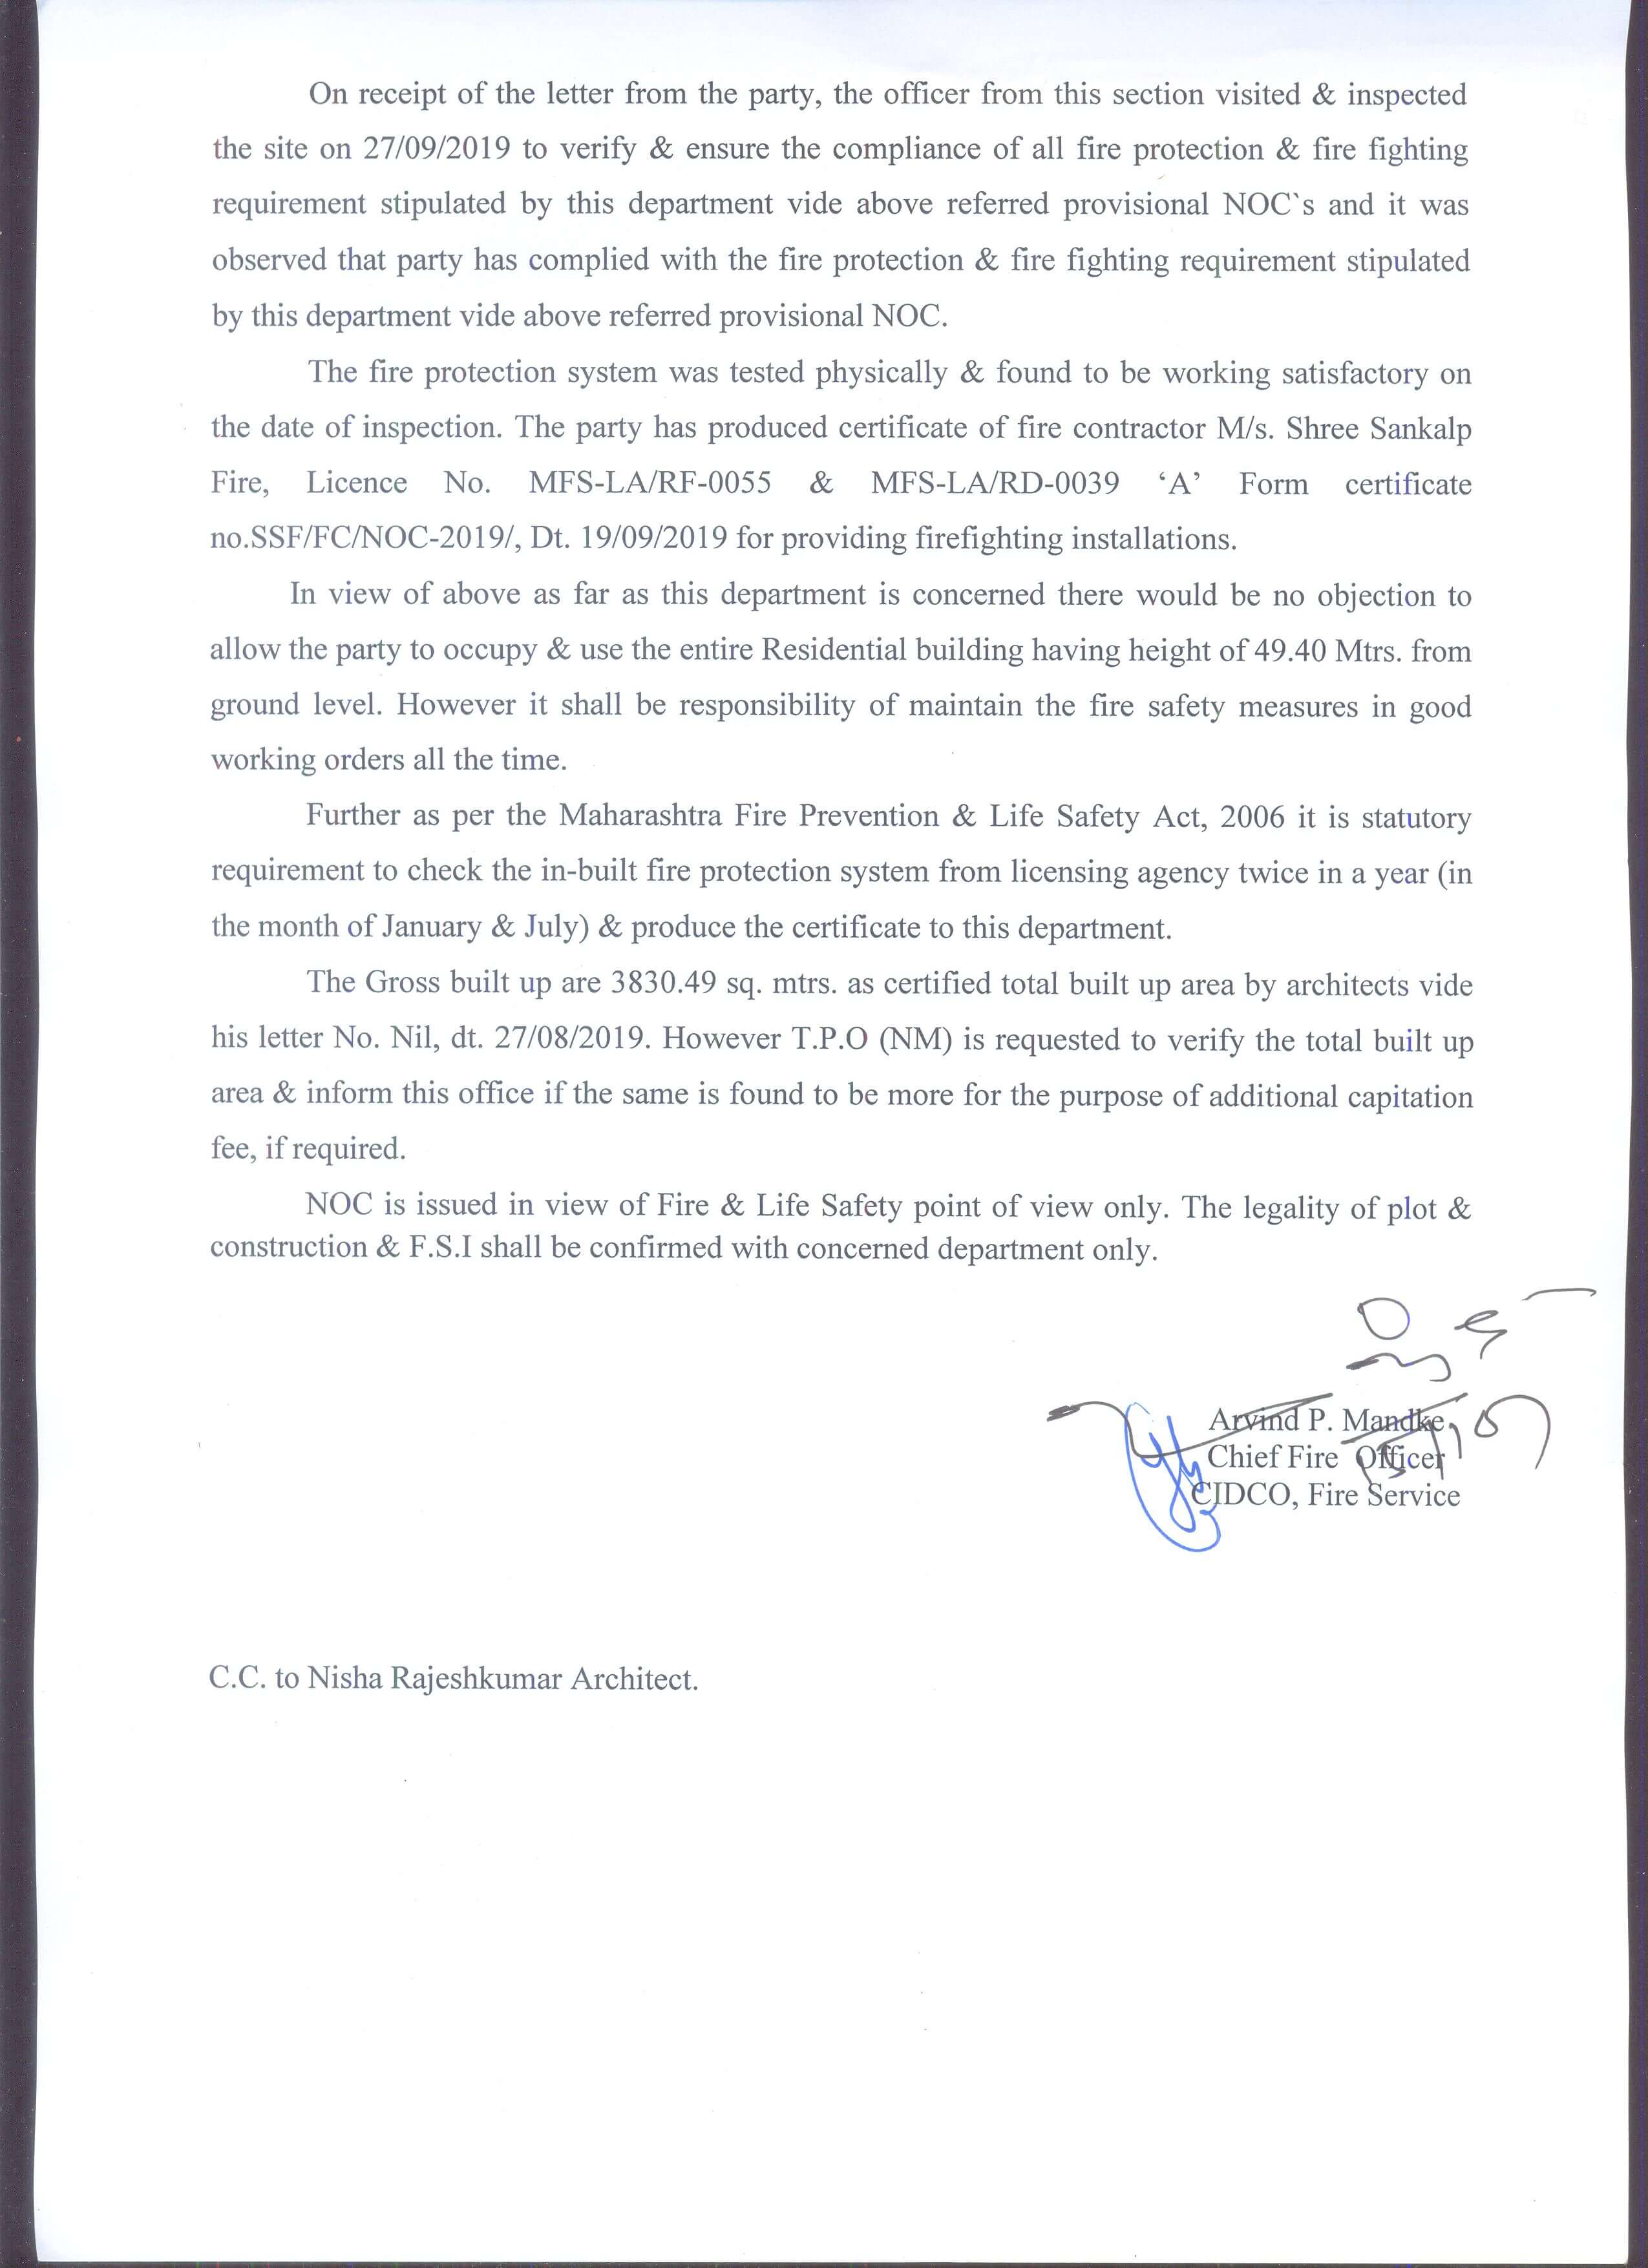 On receipt of the letter from the party, the officer from this section visited & inspected
the site on 27/09/2019 to verify & ensure the compliance of all fire protection & fire fighting
requirement stipulated by this department vide above referred provisional NOC`s and it was
observed that party has complied with the fire protection & fire fighting requirement stipulated
by this department vide above referred provisional NOC.
The fire protection system was tested physically & found to be working satisfactory on
the date of inspection. The party has produced certificate of fire contractor M/s. Shree Sankalp
Fire, Licence No. MFS-LA/RF-0055 & MFS-LA/RD-0039 ‘A’ Form certificate
no.SSF/FC/NOC-2019/, Dt. 19/09/2019 for providing firefighting installations.
In view of above as far as this department is concerned there would be no objection to
allow the party to occupy & use the entire Residential building having height of 49.40 Mtrs. from
ground level. However it shall be responsibility of maintain the fire safety measures in good
working orders all the time.
Further as per the Maharashtra Fire Prevention & Life Safety Act, 2006 it is statutory
requirement to check the in-built fire protection system from licensing agency twice in a year (in
the month of January & July) & produce the certificate to this department.
The Gross built up are 3830.49 sq. mtrs. as certified total built up area by architects vide
his letter No. Nil, dt. 27/08/2019. However T.P.O (NM) is requested to verify the total built up
area & inform this office if the same is found to be more for the purpose of additional capitation
fee, if required.
NOC is issued in view of Fire & Life Safety point of view only. The legality of plot &
construction & F.S.I shall be confirmed with concerned department only.
Arvind P. Mandke
Chief Fire Officer
CIDCO, Fire Service
C.C. to Nisha Rajeshkumar Architect.